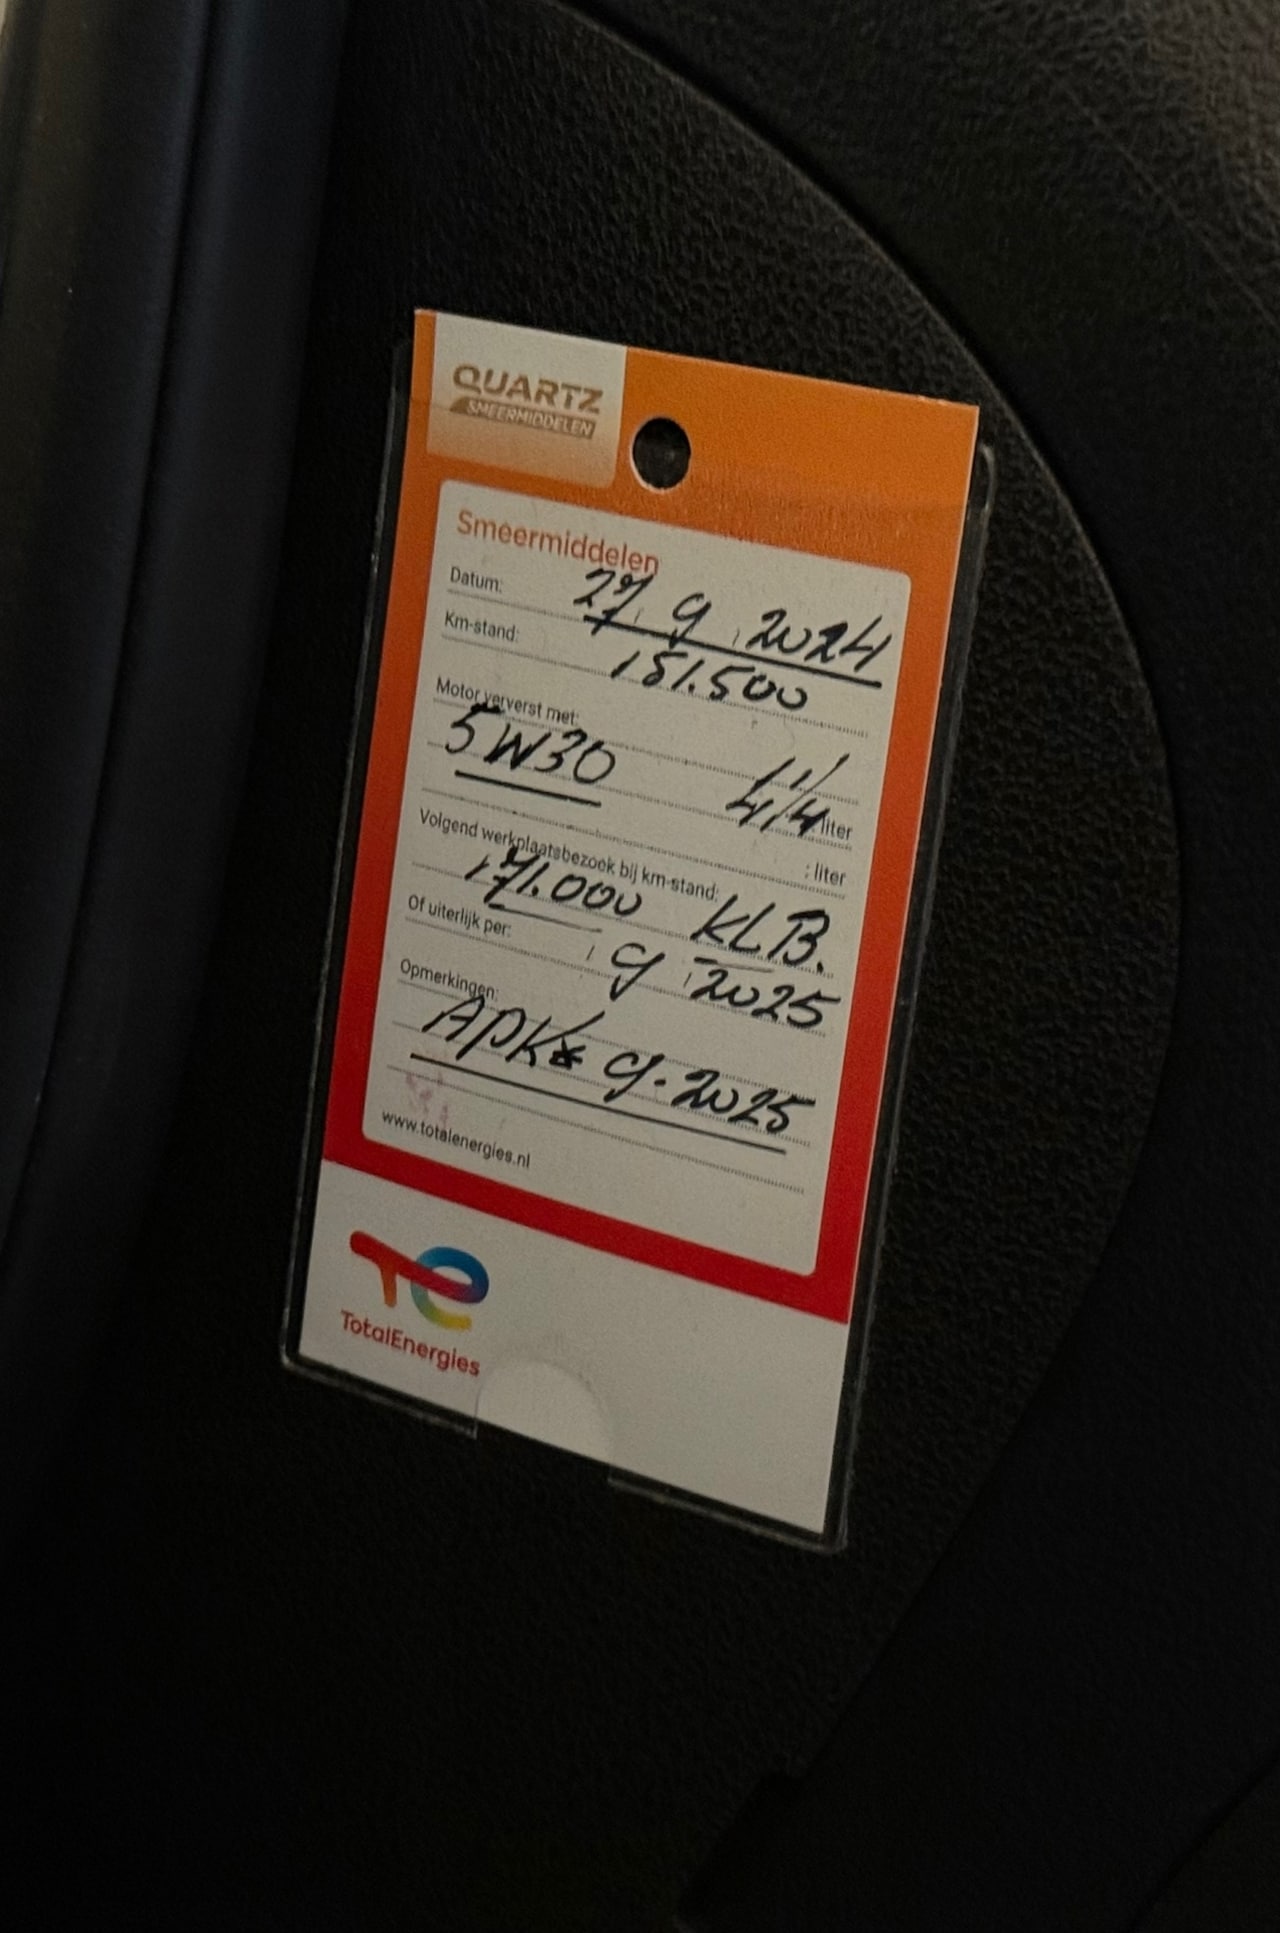 QUARTZ
SMEERMIDDELEN
Smeermiddelen
Datum: 27 9 2024
Km-stand: 151.500
Motor ververst met:
5W30 4 1/4 : liter
: liter
Volgend werkplaatsbezoek bij km-stand:
171.000 KLB.
Of uiterlijk per: 9 2025
Opmerkingen:
APK 9.2025
www.totalenergies.nl
TotalEnergies